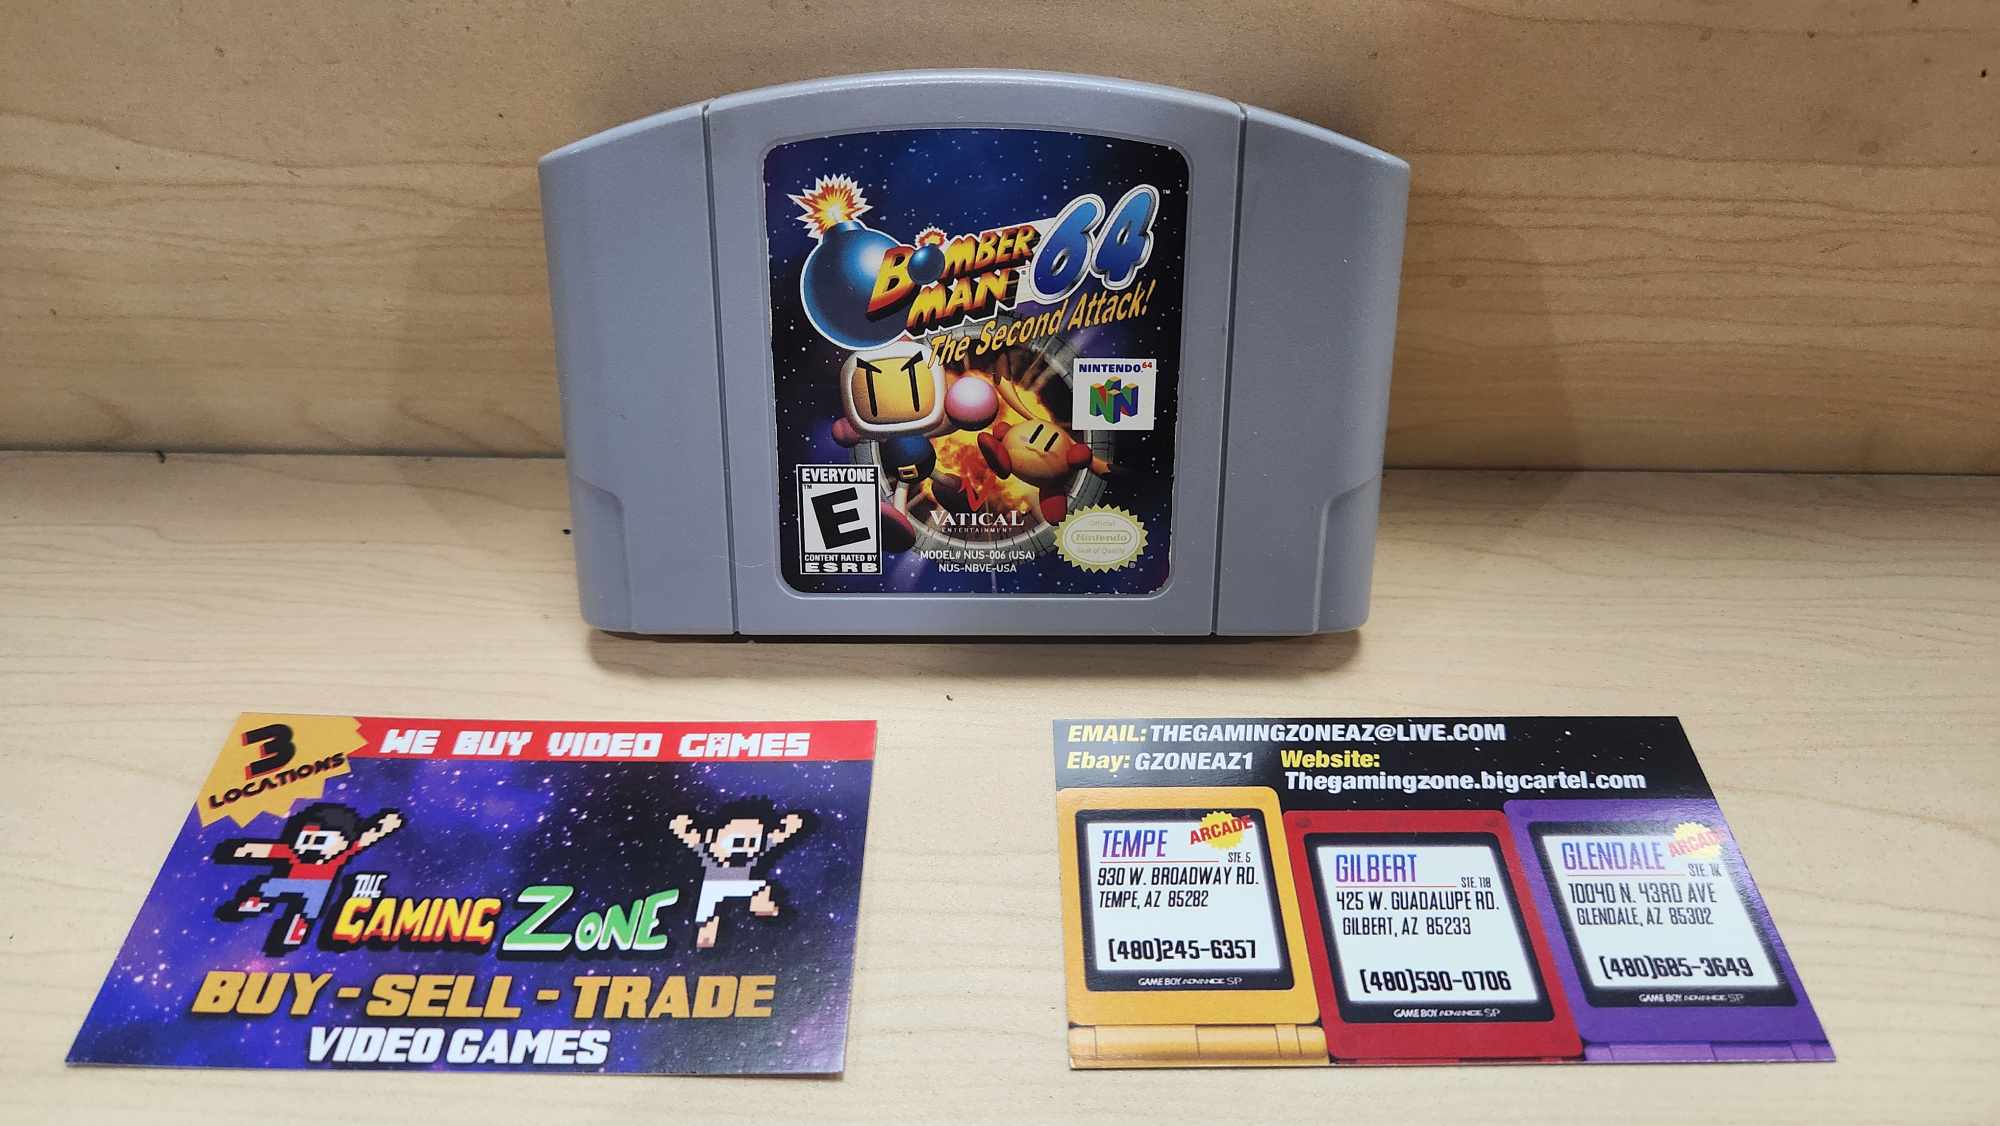 BOMBER
MAN 64
™
The Second Attack!
NINTENDO 64
EVERYONE
™
E
CONTENT RATED BY
ESRB
VATICAL
ENTERTAINMENT
MODEL# NUS-006 (USA)
NUS-NBVE-USA
Official
Nintendo
Seal of Quality
®
3
LOCATIONS
WE BUY VIDEO GAMES
THE
GAMING ZONE
BUY - SELL - TRADE
VIDEO GAMES
EMAIL: THEGAMINGZONEAZ@LIVE.COM
Ebay: GZONEAZ1 Website:
Thegamingzone.bigcartel.com
TEMPE ARCADE
STE. 5
930 W. BROADWAY RD.
TEMPE, AZ 85282
(480)245-6357
GAME BOY ADVANCE SP
GILBERT
STE. 118
425 W. GUADALUPE RD.
GILBERT, AZ 85233
(480)590-0706
GAME BOY ADVANCE SP
GLENDALE ARCADE
STE. 1K
10040 N. 43RD AVE
GLENDALE, AZ 85302
(480)685-3649
GAME BOY ADVANCE SP